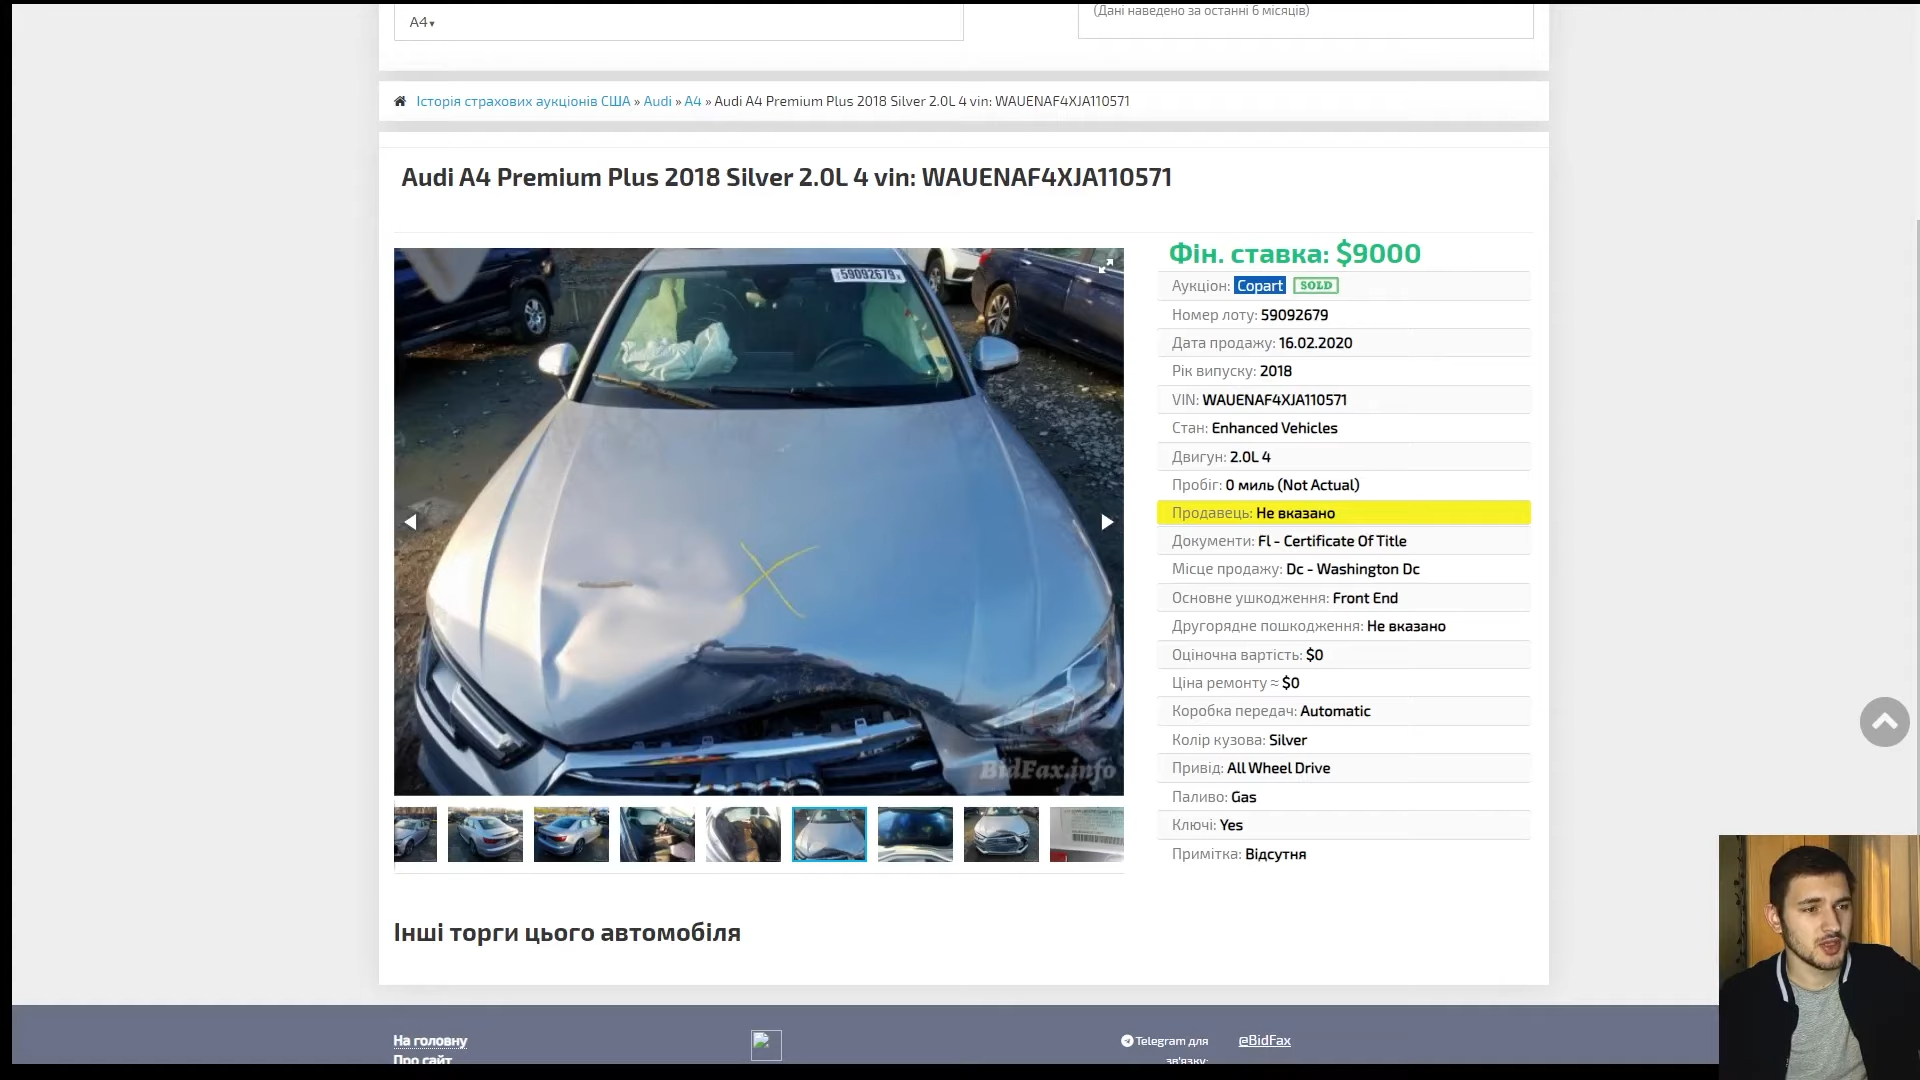 A4▾
(Дані наведено за останні 6 місяців)
Історія страхових аукціонів США » Audi » A4 » Audi A4 Premium Plus 2018 Silver 2.0L 4 vin: WAUENAF4XJA110571
Audi A4 Premium Plus 2018 Silver 2.0L 4 vin: WAUENAF4XJA110571
59092679
BidFax.info
Фін. ставка: $9000
Аукціон: Copart SOLD
Номер лоту: 59092679
Дата продажу: 16.02.2020
Рік випуску: 2018
VIN: WAUENAF4XJA110571
Стан: Enhanced Vehicles
Двигун: 2.0L 4
Пробіг: 0 миль (Not Actual)
Продавець: Не вказано
Документи: Fl - Certificate Of Title
Місце продажу: Dc - Washington Dc
Основне ушкодження: Front End
Другорядне пошкодження: Не вказано
Оціночна вартість: $0
Ціна ремонту ≈ $0
Коробка передач: Automatic
Колір кузова: Silver
Привід: All Wheel Drive
Паливо: Gas
Ключі: Yes
Примітка: Відсутня
Інші торги цього автомобіля
На головну
Про сайт
Telegram для
зв'язку:
@BidFax